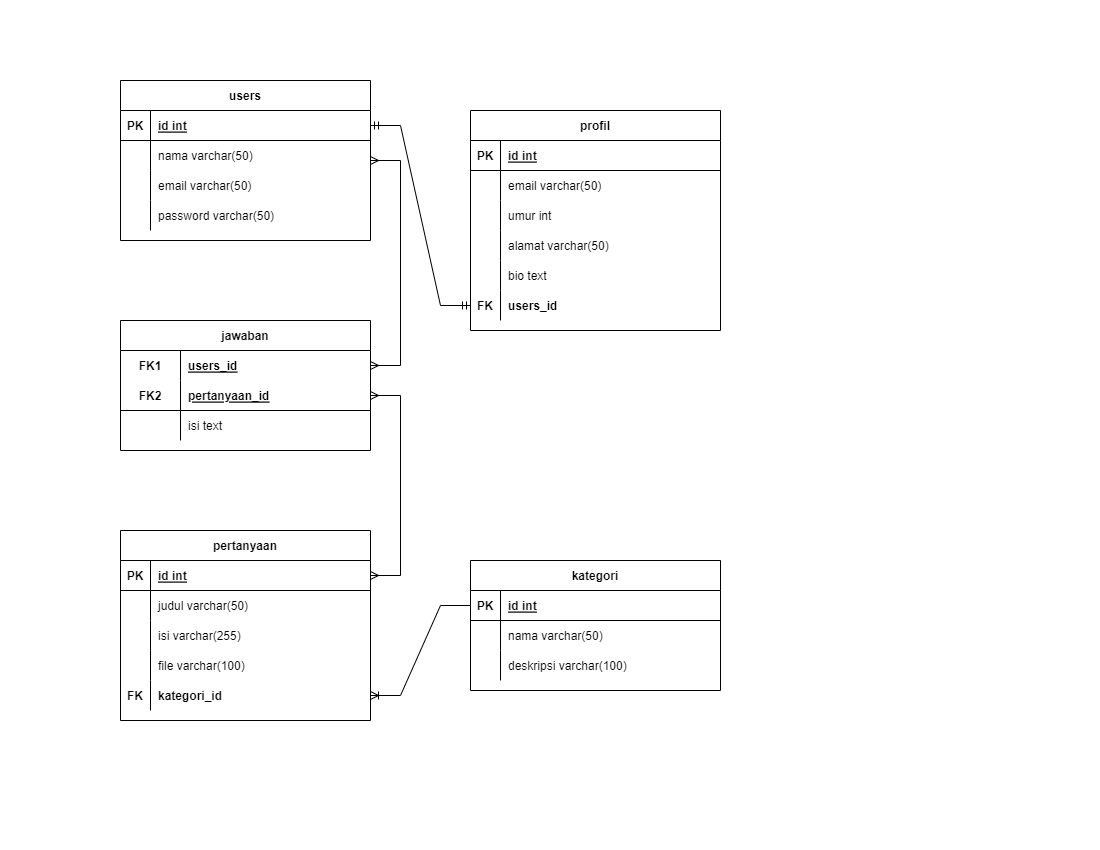 users
PK id int
nama varchar(50)
email varchar(50)
password varchar(50)
profil
PK id int
email varchar(50)
umur int
alamat varchar(50)
bio text
FK users_id
jawaban
FK1 users_id
FK2 pertanyaan_id
isi text
pertanyaan
PK id int
judul varchar(50)
isi varchar(255)
file varchar(100)
FK kategori_id
kategori
PK id int
nama varchar(50)
deskripsi varchar(100)